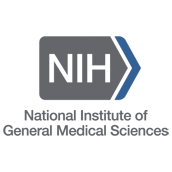 NIH
National Institute of
General Medical Sciences